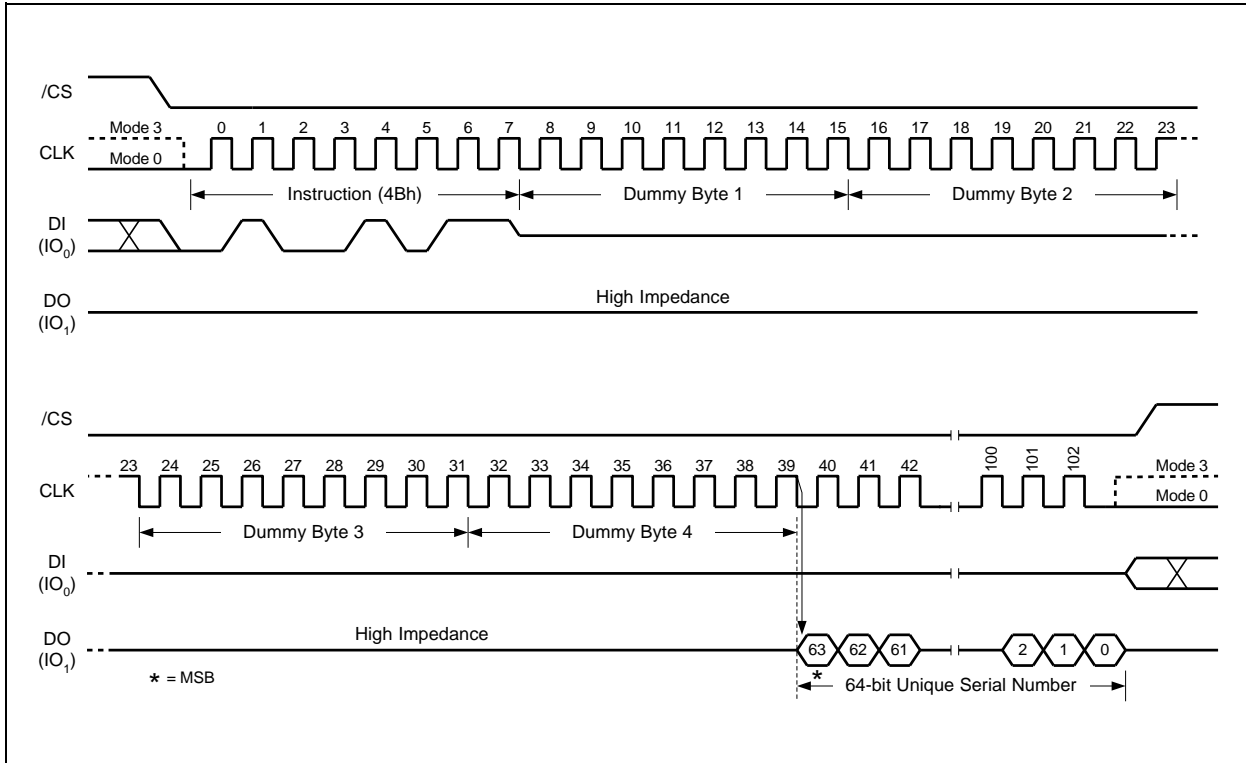 /CS
Mode 3 0 1 2 3 4 5 6 7 8 9 10 11 12 13 14 15 16 17 18 19 20 21 22 23
CLK
Mode 0
Instruction (4Bh) Dummy Byte 1 Dummy Byte 2
DI
(IO0)
High Impedance
DO
(IO1)
/CS
23 24 25 26 27 28 29 30 31 32 33 34 35 36 37 38 39 40 41 42 100 101 102 Mode 3
CLK
Mode 0
Dummy Byte 3 Dummy Byte 4
DI
(IO0)
High Impedance
DO
(IO1)
63 62 61 2 1 0
* = MSB
* 64-bit Unique Serial Number